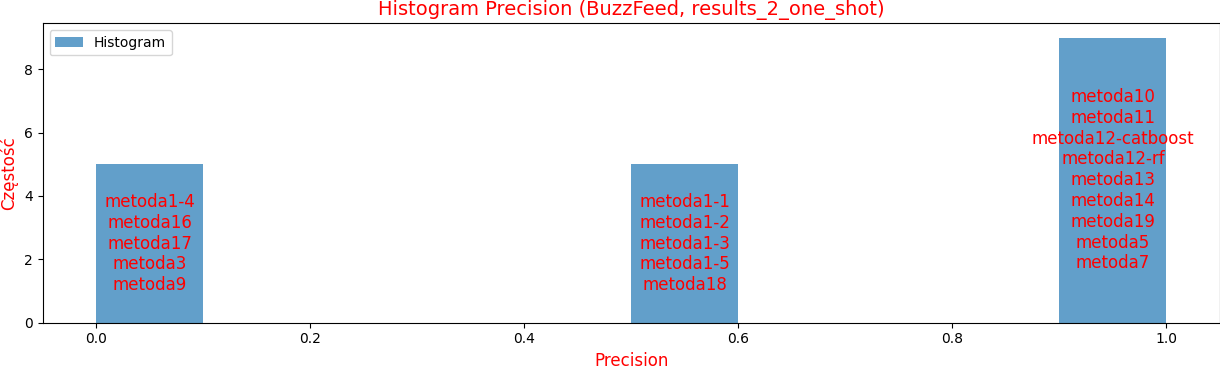 Histogram Precision (BuzzFeed, results_2_one_shot)
Histogram
Częstość
8
6
4
2
0
metoda1-4
metoda16
metoda17
metoda3
metoda9
metoda1-1
metoda1-2
metoda1-3
metoda1-5
metoda18
metoda10
metoda11
metoda12-catboost
metoda12-rf
metoda13
metoda14
metoda19
metoda5
metoda7
0.0 0.2 0.4 0.6 0.8 1.0
Precision